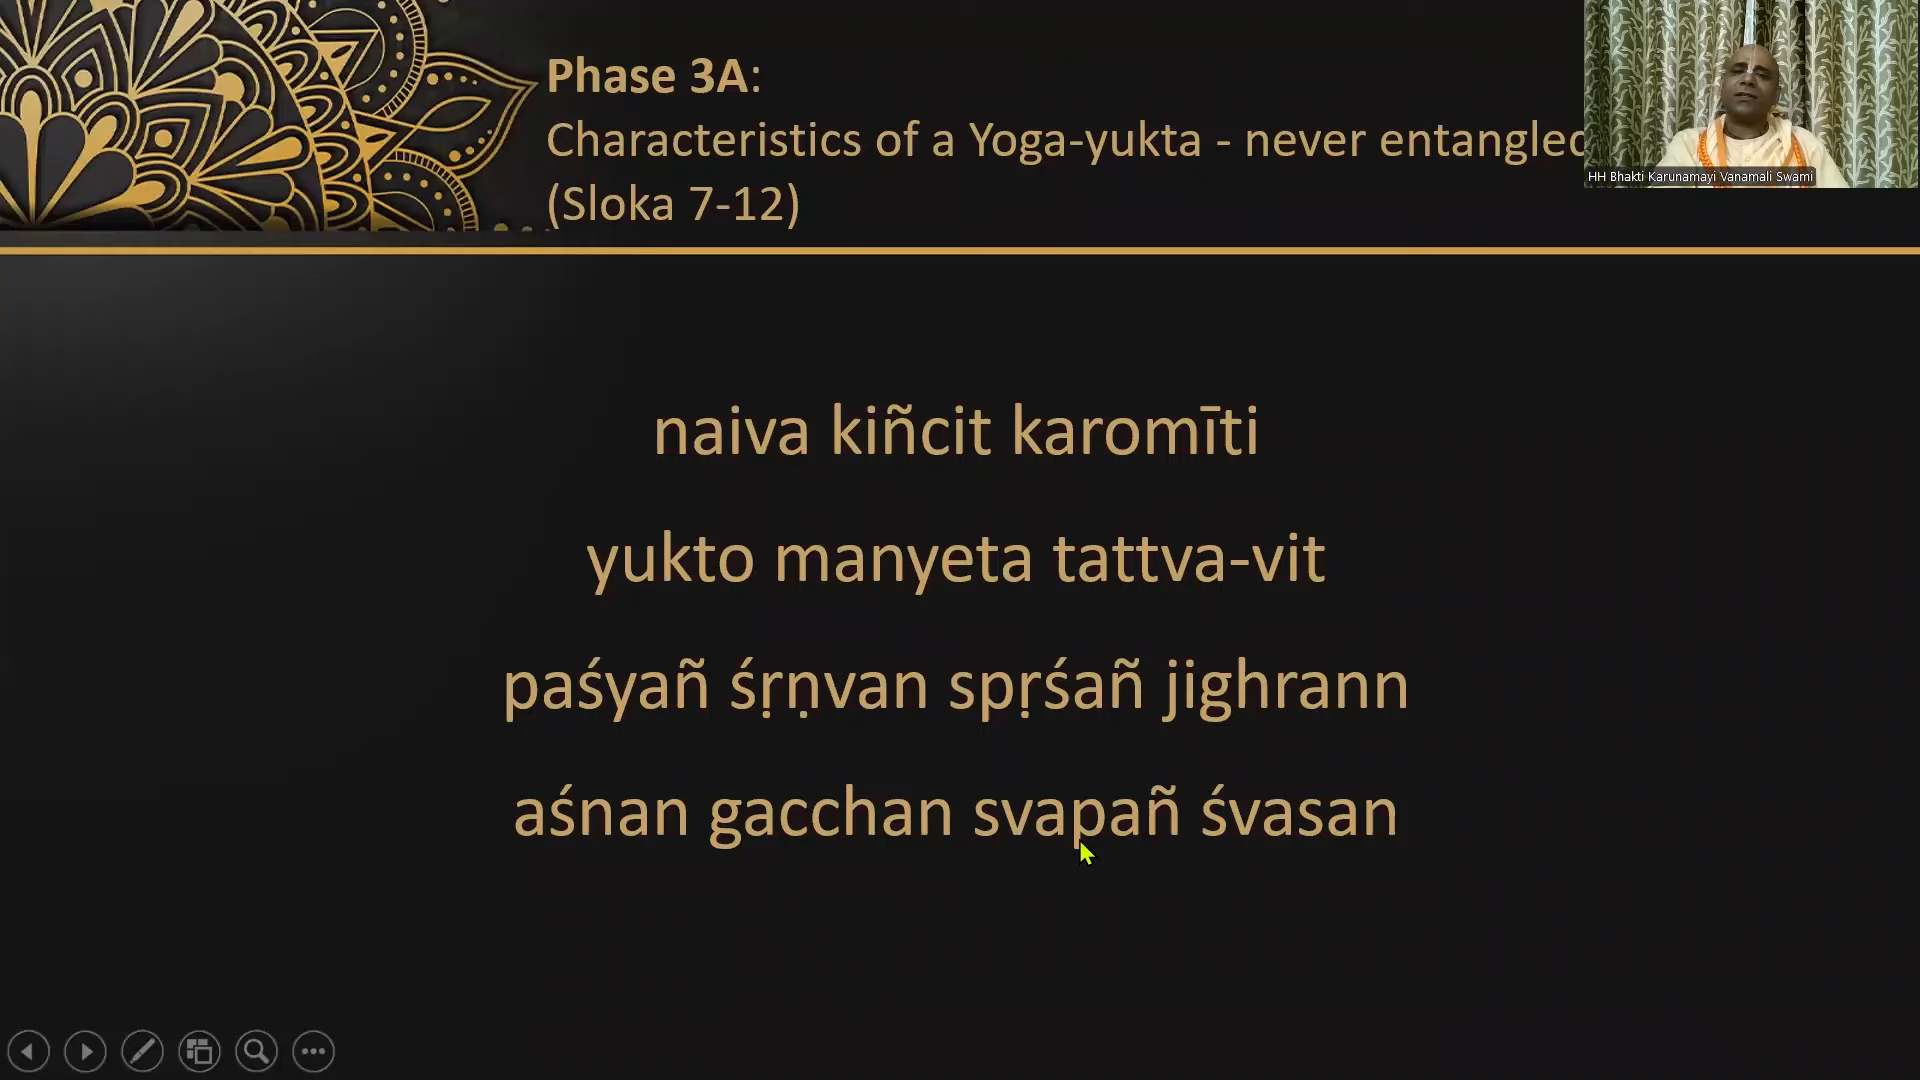 Phase 3A:
Characteristics of a Yoga-yukta - never entangled
(Sloka 7-12)
HH Bhakti Karunamayi Vanamali Swami
naiva kiñcit karomīti
yukto manyeta tattva-vit
paśyañ śṛṇvan spṛśañ jighrann
aśnan gacchan svapañ śvasan